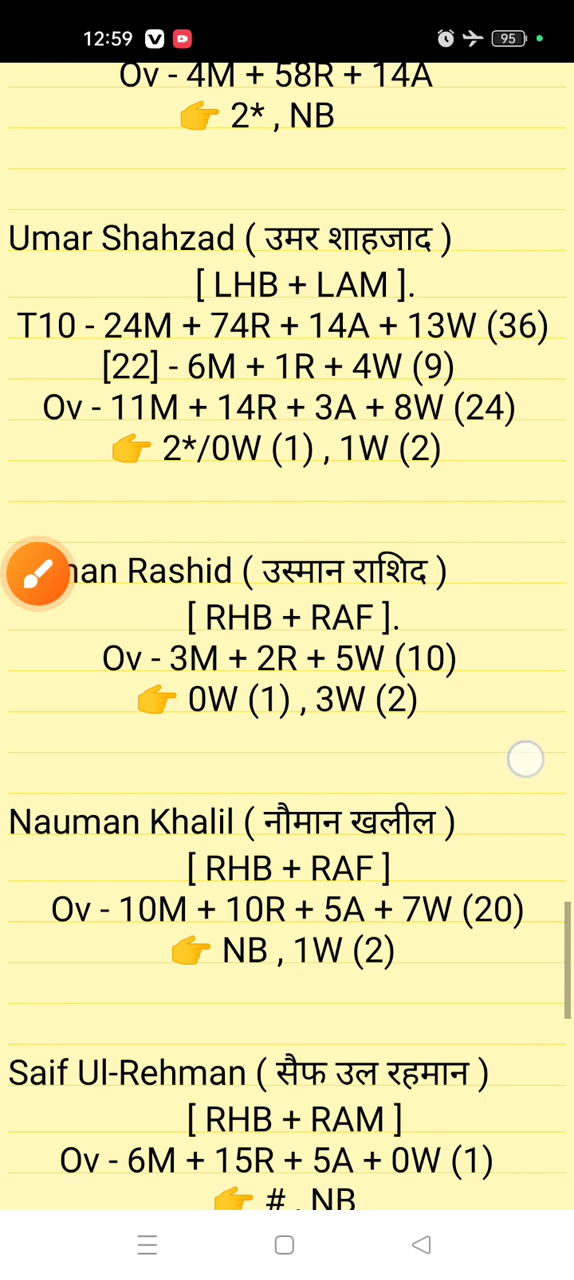 12:59
95
Ov - 4M + 58R + 14A
👉 2* , NB
Umar Shahzad ( उमर शाहजाद )
[ LHB + LAM ].
T10 - 24M + 74R + 14A + 13W (36)
[22] - 6M + 1R + 4W (9)
Ov - 11M + 14R + 3A + 8W (24)
👉 2*/0W (1) , 1W (2)
Rashid ( उस्मान राशिद )
[ RHB + RAF ].
Ov - 3M + 2R + 5W (10)
👉 0W (1) , 3W (2)
Nauman Khalil ( नौमान खलील )
[ RHB + RAF ]
Ov - 10M + 10R + 5A + 7W (20)
👉 NB , 1W (2)
Saif Ul-Rehman ( सैफ उल रहमान )
[ RHB + RAM ]
Ov - 6M + 15R + 5A + 0W (1)
👉 # , NB